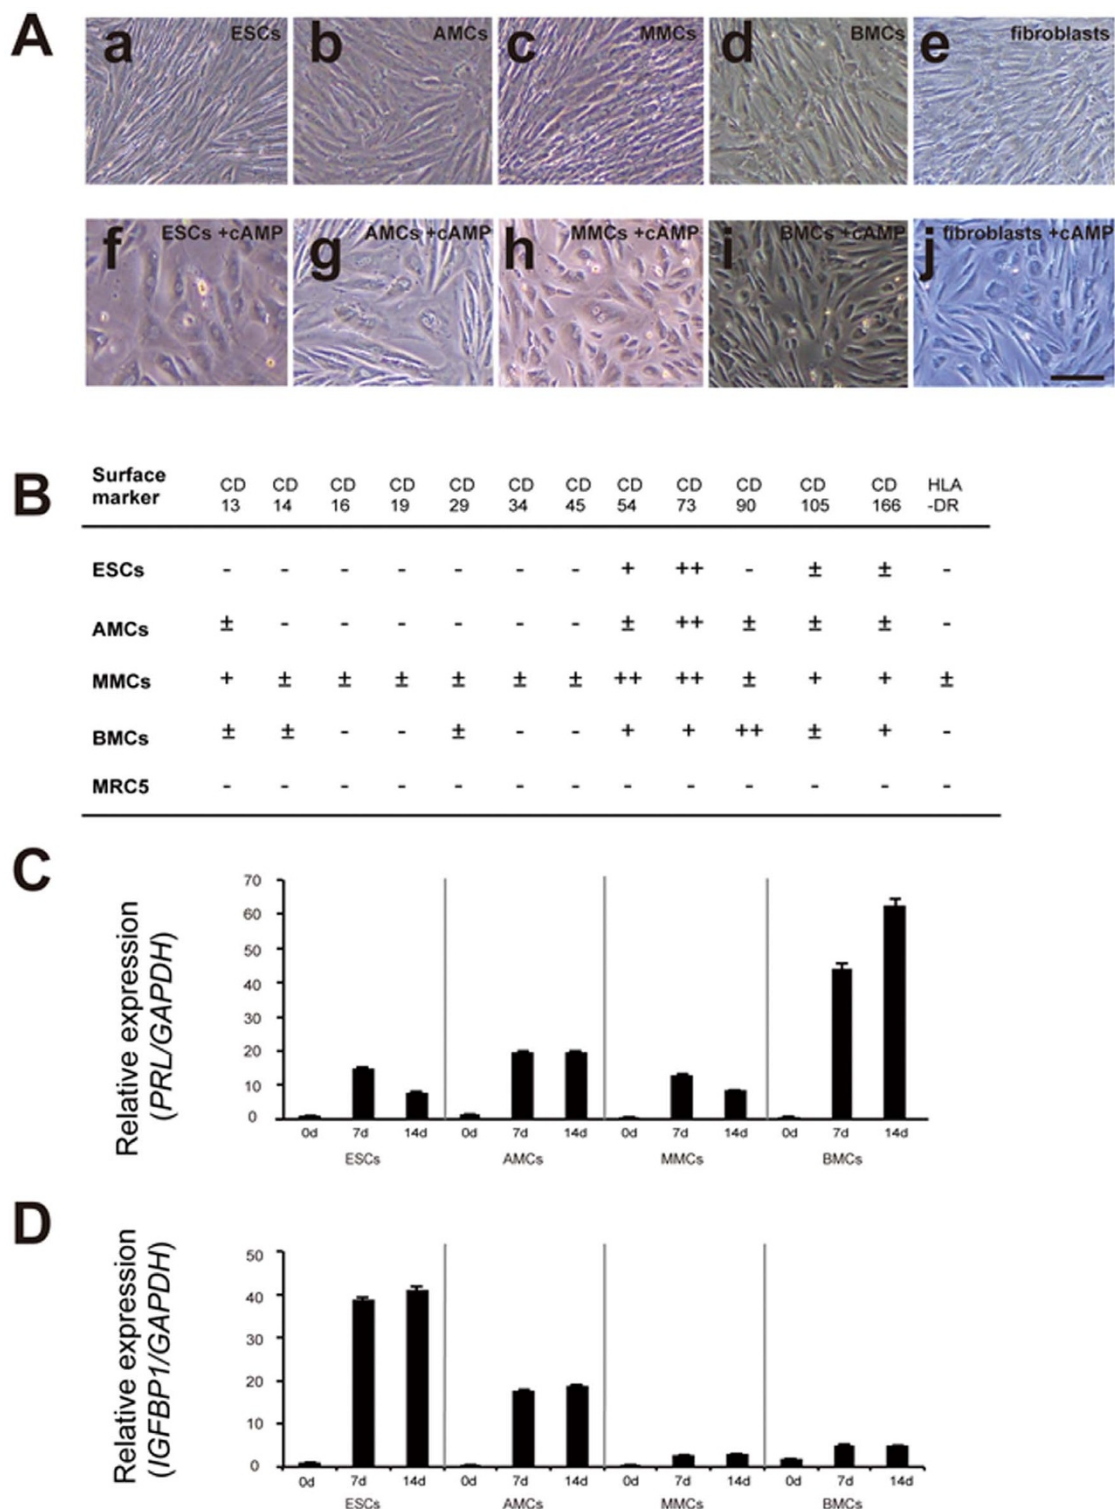 A
a ESCs b AMCs c MMCs d BMCs e fibroblasts
f ESCs +cAMP g AMCs +cAMP h MMCs +cAMP i BMCs +cAMP j fibroblasts +cAMP
B
Surface marker CD 13 CD 14 CD 16 CD 19 CD 29 CD 34 CD 45 CD 54 CD 73 CD 90 CD 105 CD 166 HLA -DR
ESCs - - - - - - - + ++ - ± ± -
AMCs ± - - - - - - ± ++ ± ± ± -
MMCs + ± ± ± ± ± ± ++ ++ ± + + ±
BMCs ± ± - - ± - - + + ++ ± + -
MRC5 - - - - - - - - - - - - -
C
Relative expression
(PRL/GAPDH)
70
60
50
40
30
20
10
0
0d 7d 14d 0d 7d 14d 0d 7d 14d 0d 7d 14d
ESCs AMCs MMCs BMCs
D
Relative expression
(IGFBP1/GAPDH)
50
40
30
20
10
0
0d 7d 14d 0d 7d 14d 0d 7d 14d 0d 7d 14d
ESCs AMCs MMCs BMCs